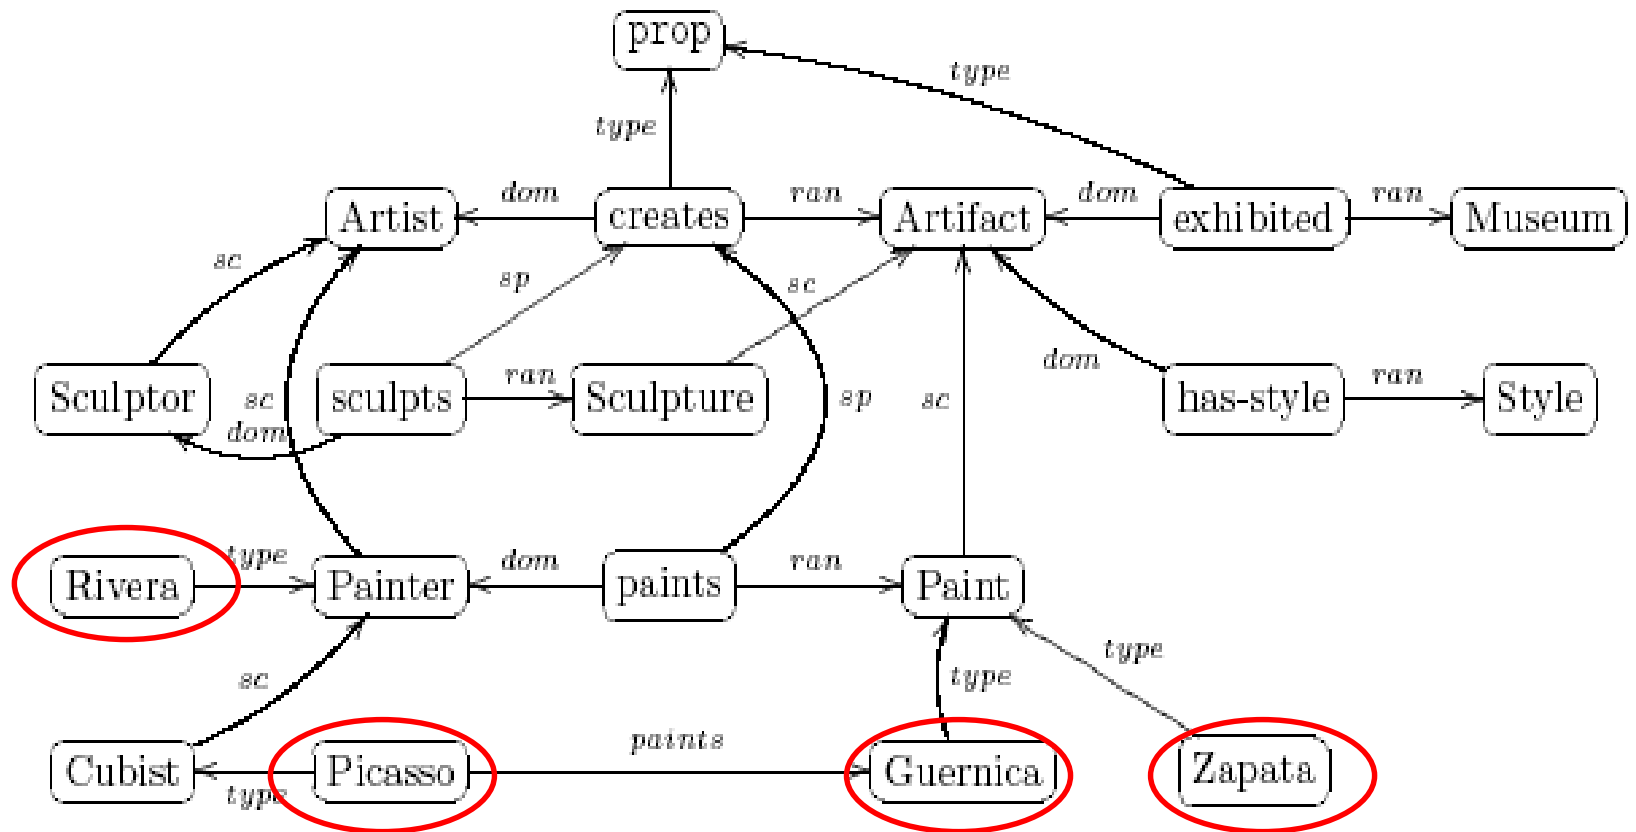 prop
type
type
dom
ran
dom
ran
Artist
creates
Artifact
exhibited
Museum
sc
sp
sc
dom
ran
ran
Sculptor
sc
sculpts
Sculpture
sp
sc
has-style
Style
dom
type
dom
ran
Rivera
Painter
paints
Paint
type
sc
type
paints
Cubist
Picasso
Guernica
Zapata
type